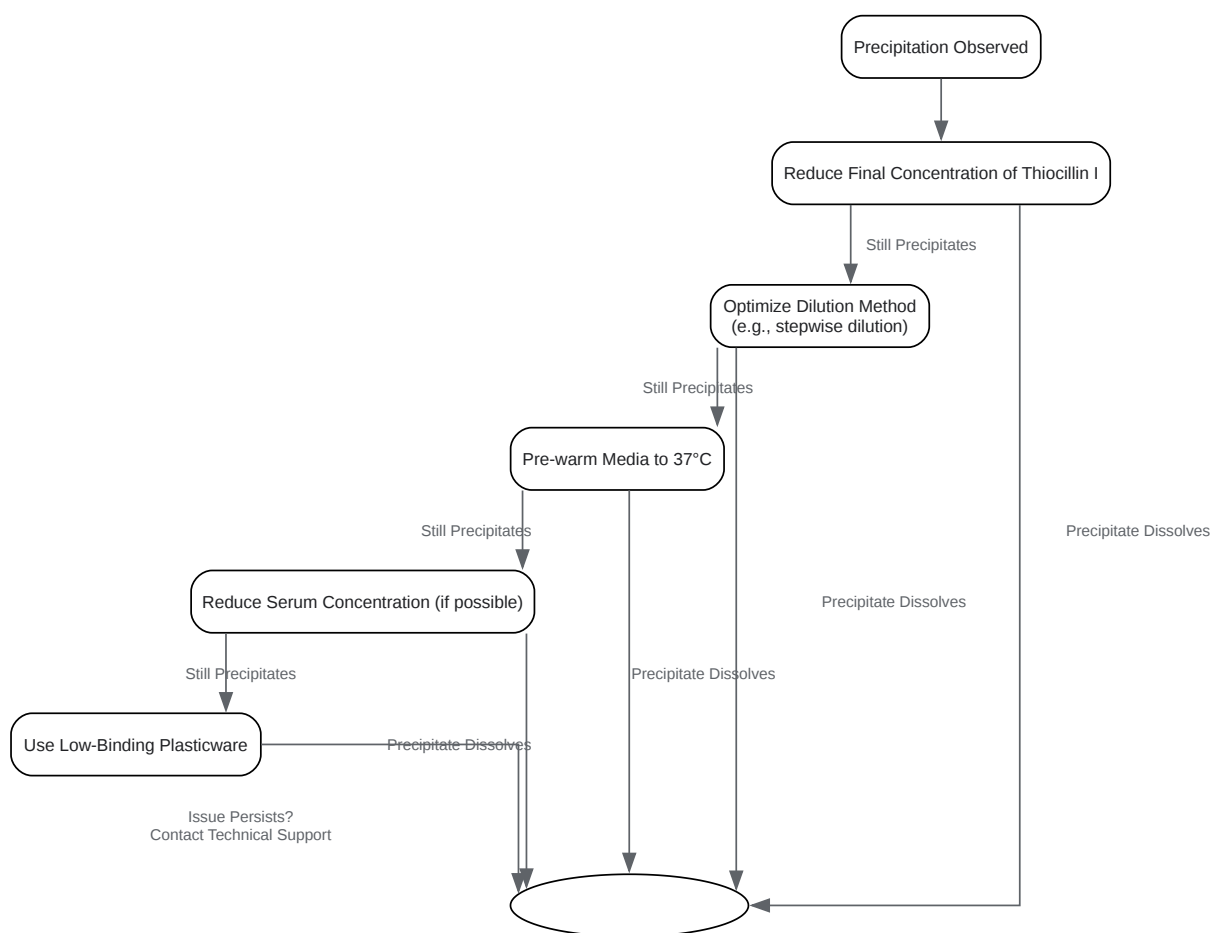 Precipitation Observed
Reduce Final Concentration of Thiocillin I
Still Precipitates
Optimize Dilution Method
(e.g., stepwise dilution)
Still Precipitates
Pre-warm Media to 37°C
Still Precipitates
Precipitate Dissolves
Reduce Serum Concentration (if possible)
Precipitate Dissolves
Still Precipitates
Precipitate Dissolves
Use Low-Binding Plasticware
Precipitate Dissolves
Issue Persists?
Contact Technical Support